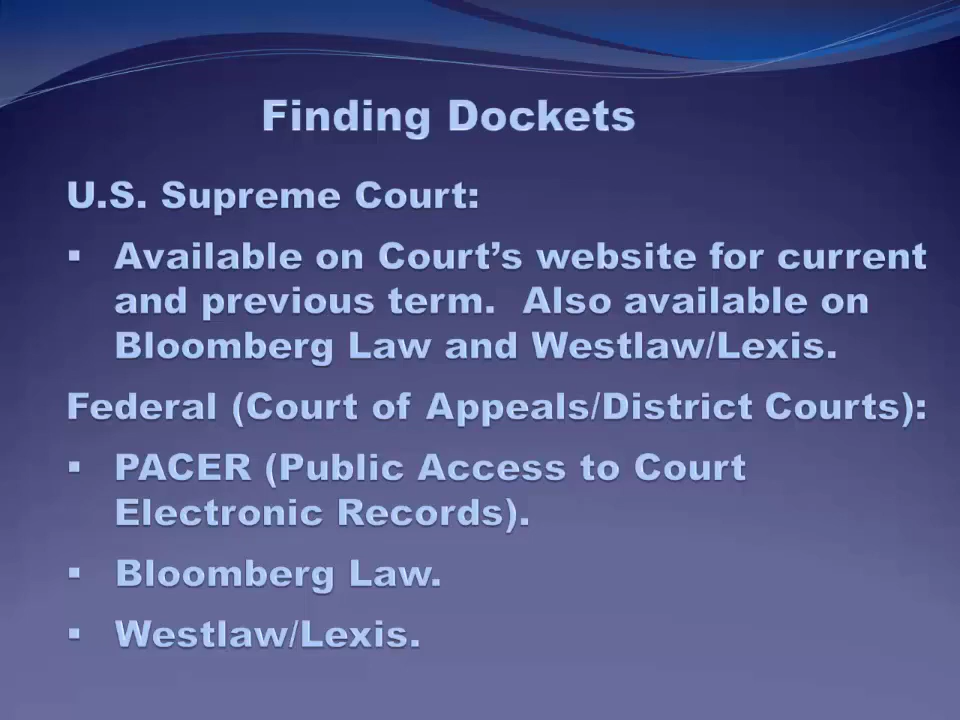 Finding Dockets
U.S. Supreme Court:
▪ Available on Court’s website for current
and previous term.  Also available on
Bloomberg Law and Westlaw/Lexis.
Federal (Court of Appeals/District Courts):
▪ PACER (Public Access to Court
Electronic Records).
▪ Bloomberg Law.
▪ Westlaw/Lexis.